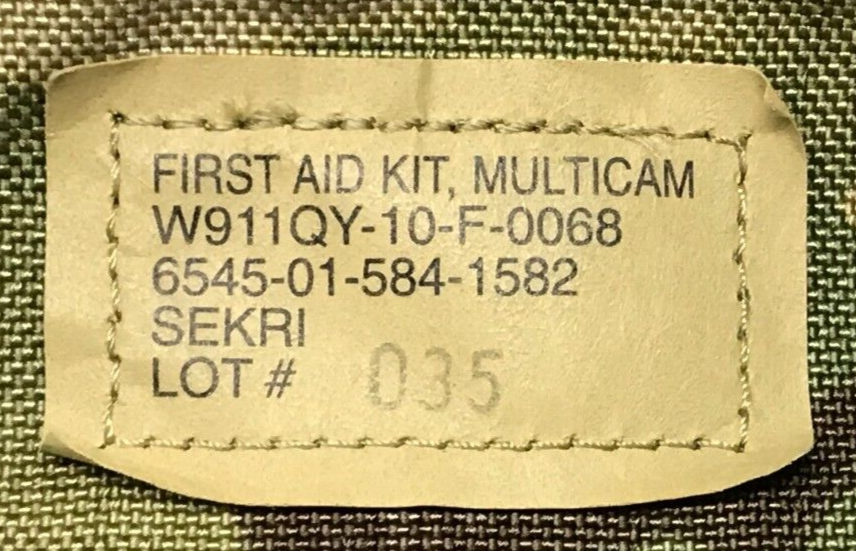 FIRST AID KIT, MULTICAM
W911QY-10-F-0068
6545-01-584-1582
SEKRI
LOT # 035